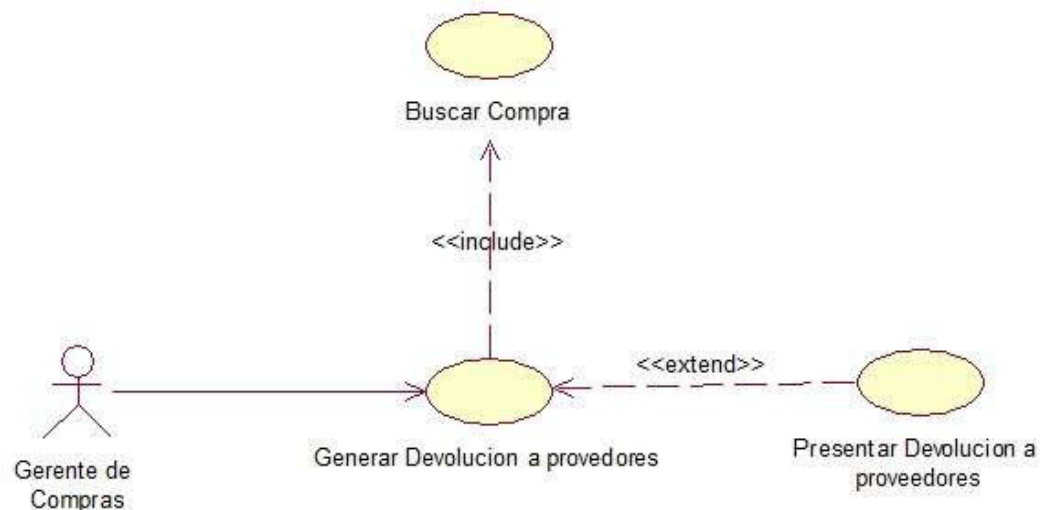 Buscar Compra
<<include>>
<<extend>>
Gerente de
Compras
Generar Devolucion a provedores
Presentar Devolucion a
proveedores